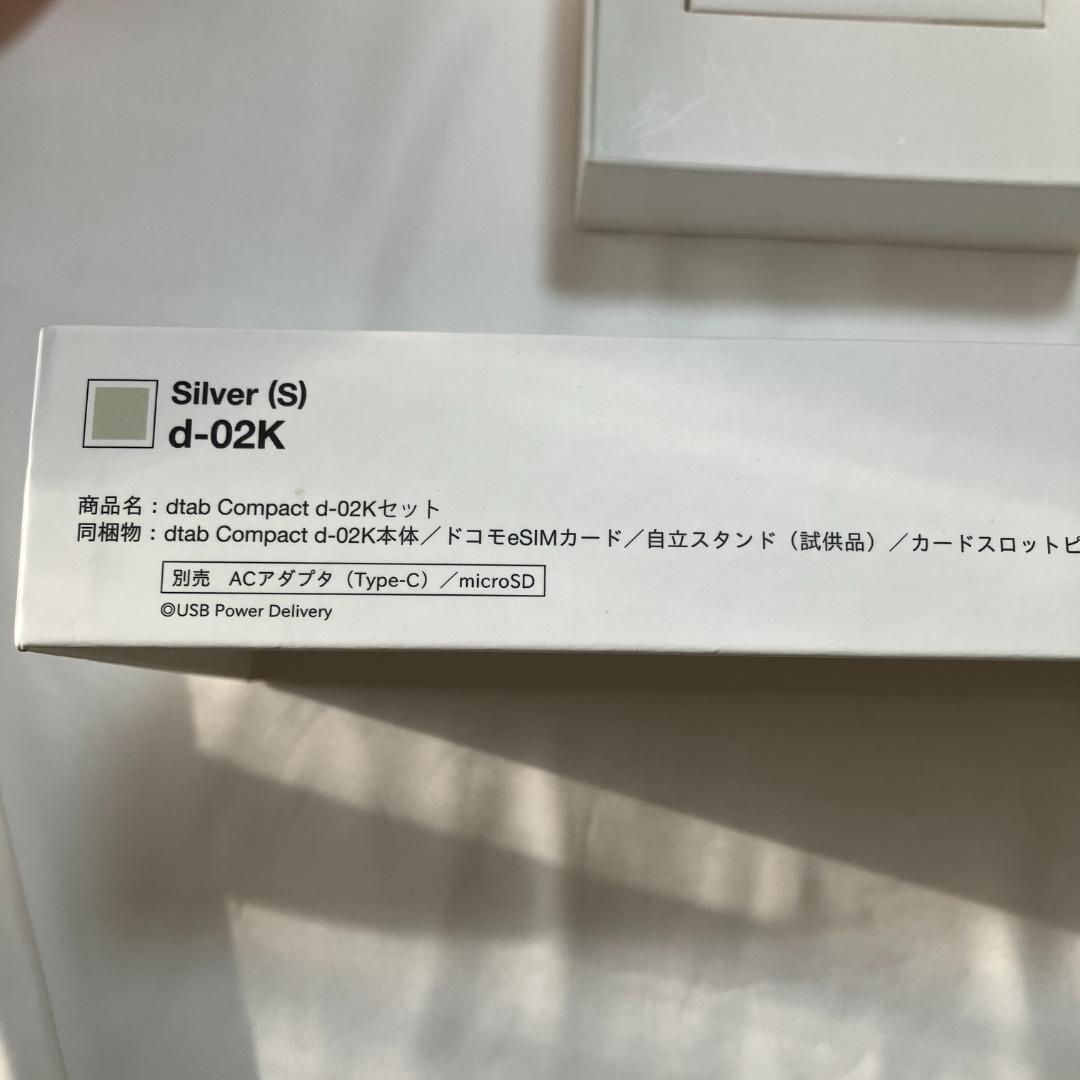 Silver (S)
d-02K
商品名：dtab Compact d-02Kセット
同梱物：dtab Compact d-02K本体／ドコモeSIMカード／自立スタンド（試供品）／カードスロットピ
別売　ACアダプタ（Type-C）／microSD
◎USB Power Delivery